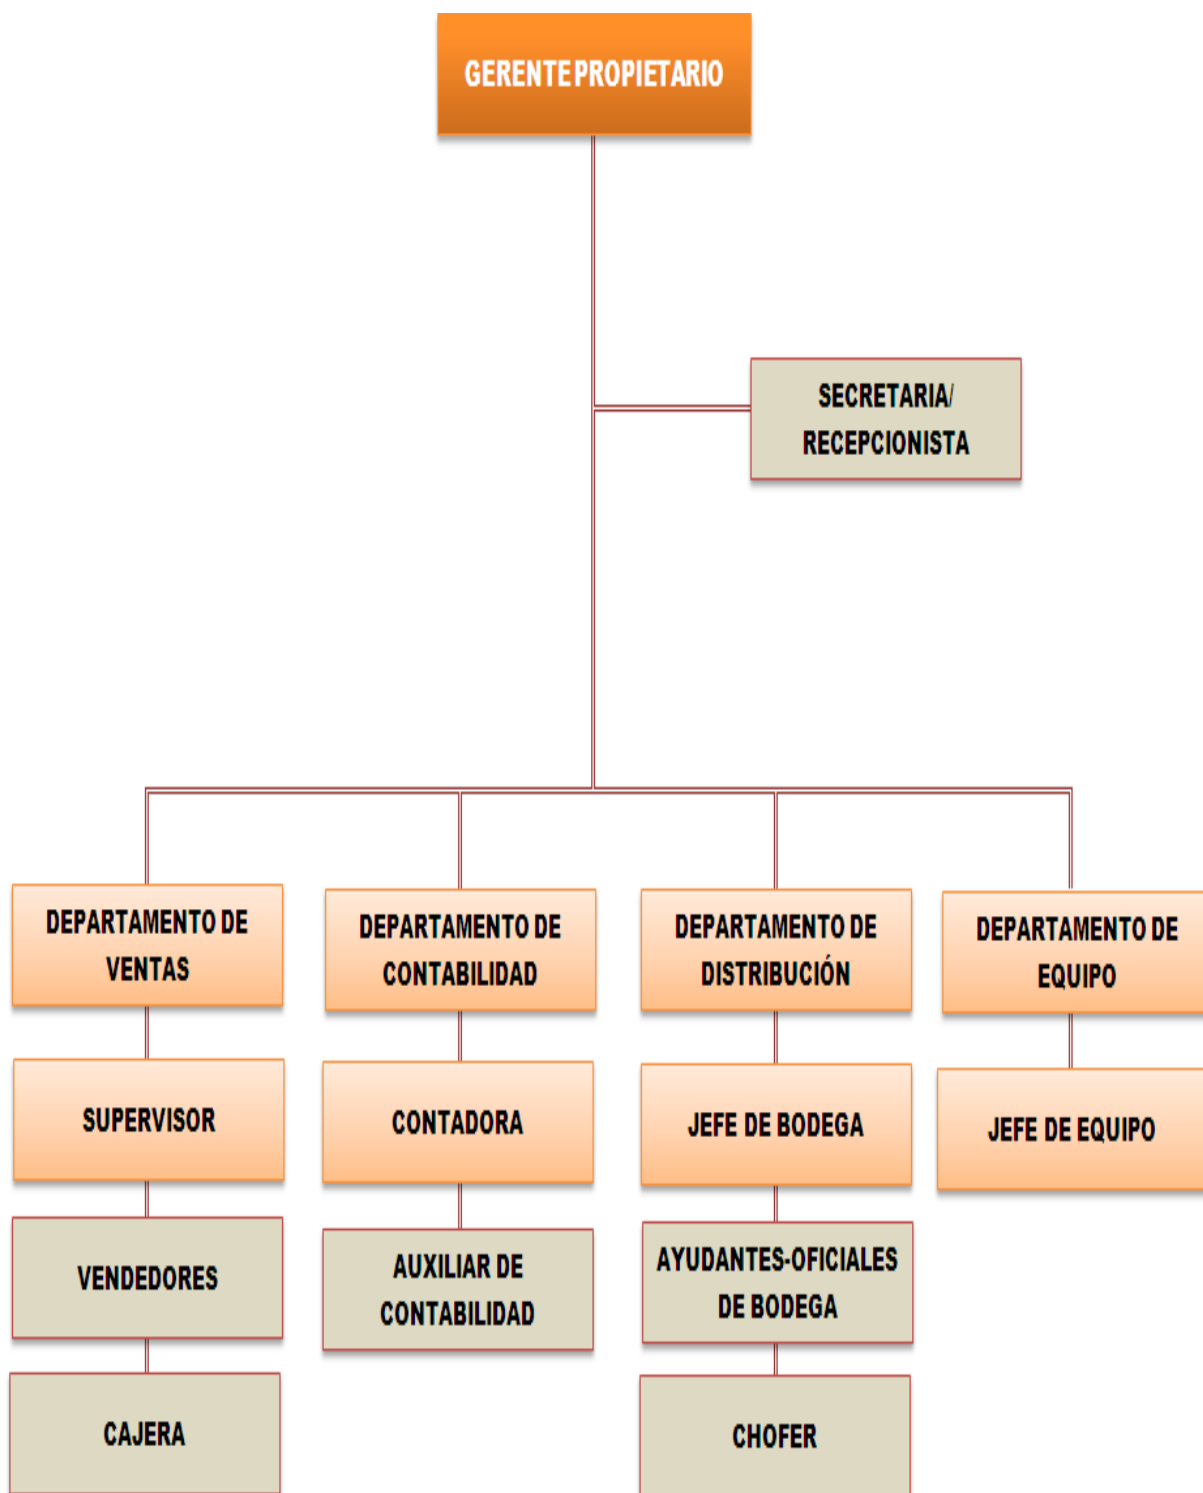 GERENTE PROPIETARIO
SECRETARIA/
RECEPCIONISTA
DEPARTAMENTO DE
VENTAS
DEPARTAMENTO DE
CONTABILIDAD
DEPARTAMENTO DE
DISTRIBUCIÓN
DEPARTAMENTO DE
EQUIPO
SUPERVISOR
CONTADORA
JEFE DE BODEGA
JEFE DE EQUIPO
VENDEDORES
AUXILIAR DE
CONTABILIDAD
AYUDANTES-OFICIALES
DE BODEGA
CAJERA
CHOFER